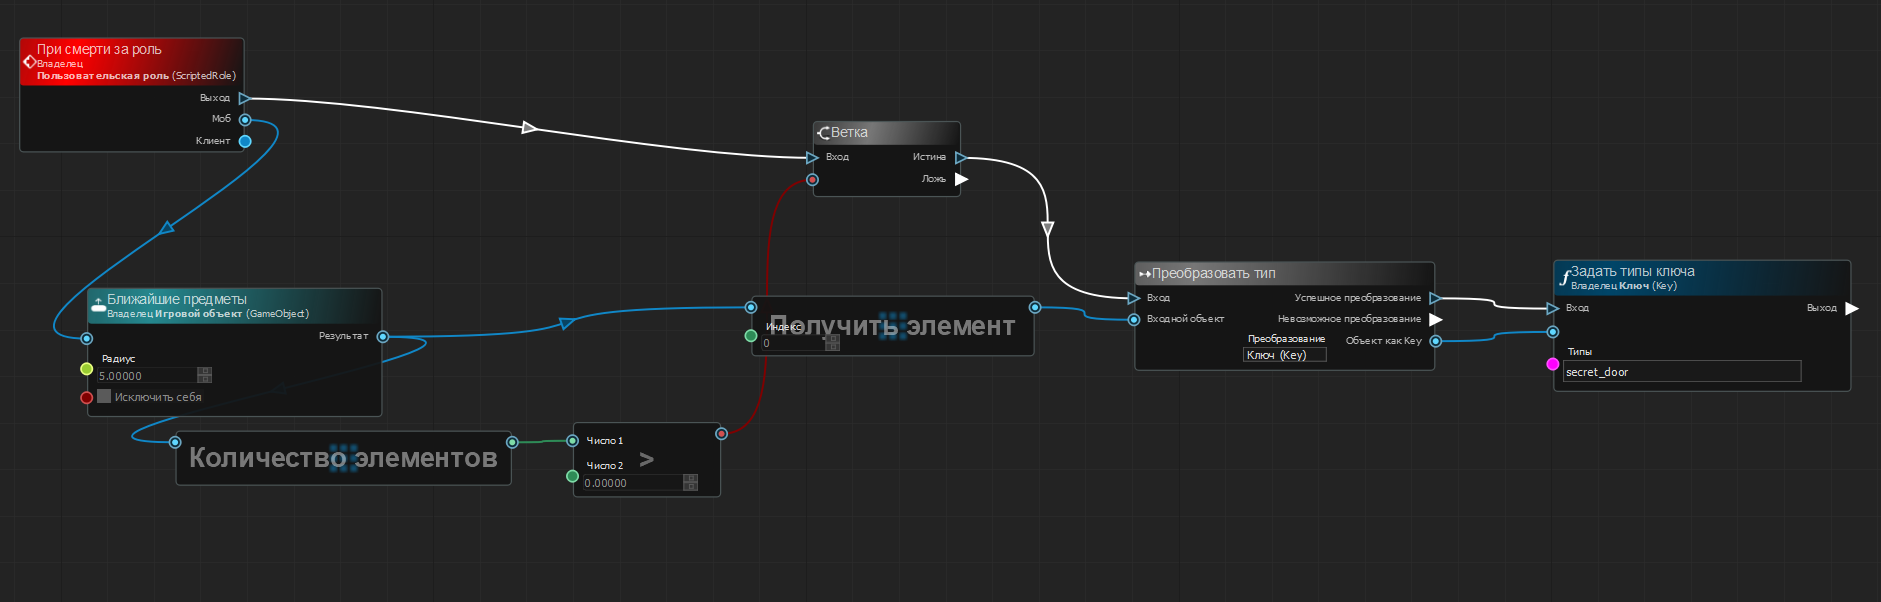 При смерти за роль
Владелец
Пользовательская роль (ScriptedRole)
Выход
Моб
Клиент
Ветка
Вход
Истина
Ложь
Ближайшие предметы
Владелец Игровой объект (GameObject)
Результат
Радиус
5.00000
Исключить себя
Получить элемент
Индекс
0
Преобразовать тип
Вход
Успешное преобразование
Входной объект
Невозможное преобразование
Преобразование
Ключ (Key)
Объект как Key
Задать типы ключа
Владелец Ключ (Key)
Вход
Выход
Типы
secret_door
Количество элементов
Число 1
>
Число 2
0.00000